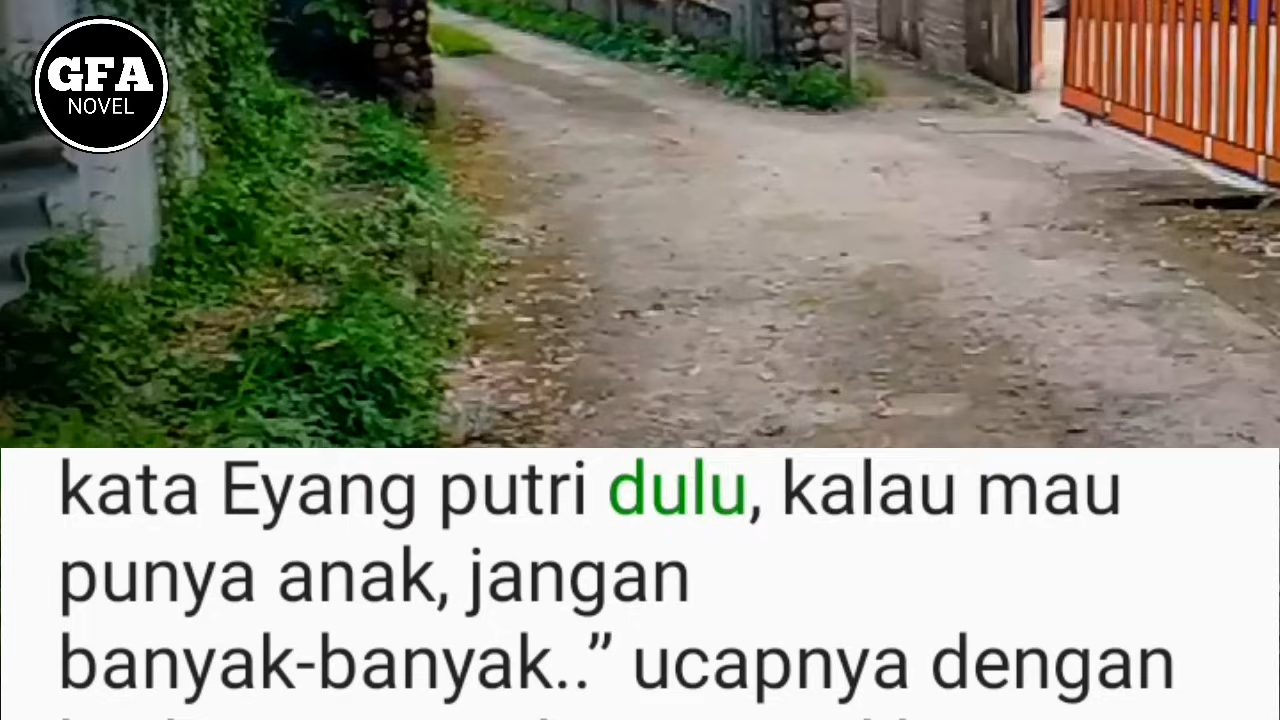 GFA
NOVEL
kata Eyang putri dulu, kalau mau
punya anak, jangan
banyak-banyak..” ucapnya dengan